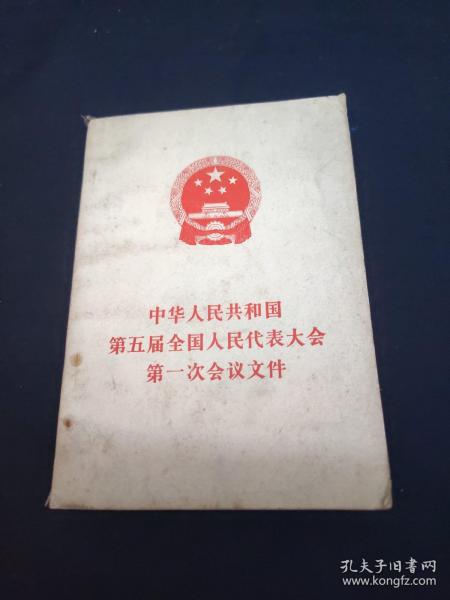 中华人民共和国
第五届全国人民代表大会
第一次会议文件
孔夫子旧书网
www.kongfz.com